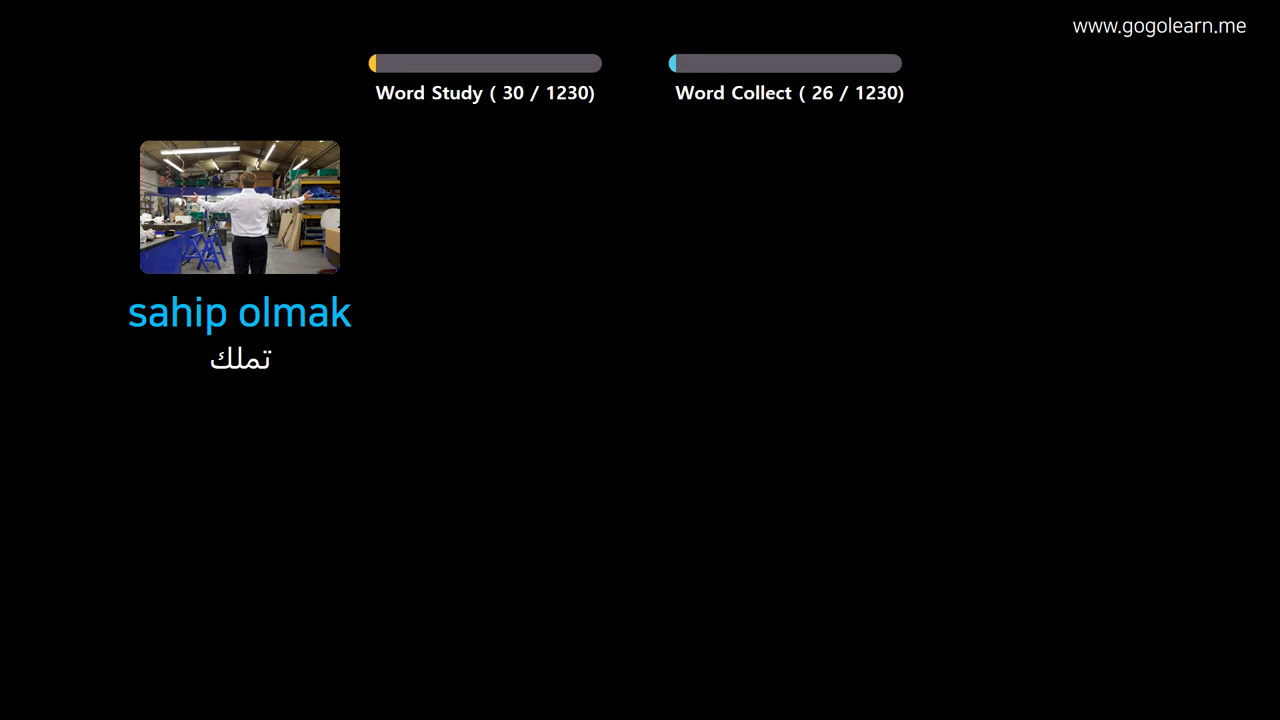 www.gogolearn.me
Word Study ( 30 / 1230)
Word Collect ( 26 / 1230)
sahip olmak
تملك